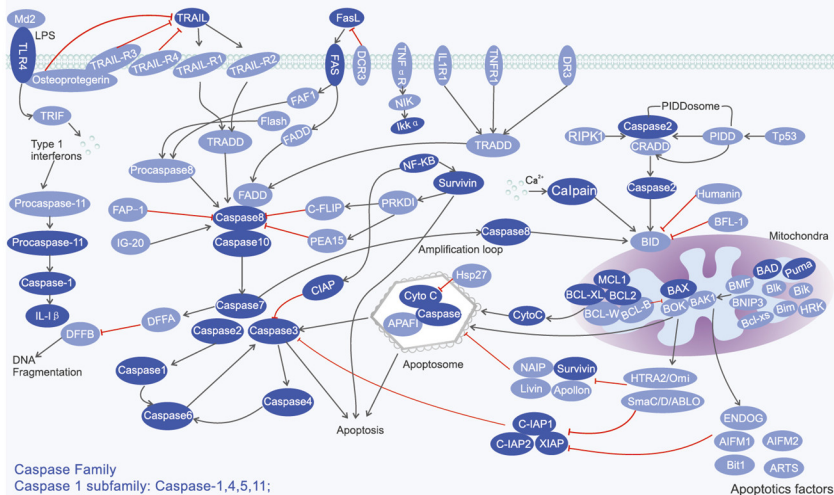 Md2
LPS
TLR4
Osteoprotegerin
TRAIL-R3
TRAIL-R4
TRAIL
TRAIL-R1
TRAIL-R2
FasL
FAS
DCR3
TNF αR
IL1R1
TNFR1
DR3
TRIF
Type 1
interferons
FAF1
Flash
FADD
NIK
Ikk α
TRADD
Procaspase8
TRADD
PIDDosome
Caspase2
RIPK1
CRADD
PIDD
Tp53
Procaspase-11
FADD
NF-KB
Survivin
Ca²⁺
Calpain
Caspase2
Humanin
FAP-1
Caspase8
C-FLIP
PRKDI
BFL-1
Procaspase-11
IG-20
Caspase10
PEA15
Caspase8
BID
Amplification loop
Mitochondra
Caspase-1
CIAP
Hsp27
MCL1
BAD
Puma
BCL-XL
BCL2
BAX
BMF
Blk
Bik
IL-Iβ
Caspase7
Cyto C
CytoC
BCL-W
BCL-B
BOK
BAK1
BNIP3
DFFB
DFFA
Caspase2
Caspase3
APAFI
Caspase
Bcl-xS
Bim
HRK
DNA
Fragmentation
Apoptosome
NAIP
Survivin
HTRA2/Omi
Caspase1
Livin
Apollon
SmaC/D/ABLO
Caspase6
Caspase4
Apoptosis
C-IAP1
C-IAP2
XIAP
ENDOG
AIFM1
AIFM2
Bit1
ARTS
Caspase Family
Caspase 1 subfamily: Caspase-1,4,5,11;
Apoptotics factors